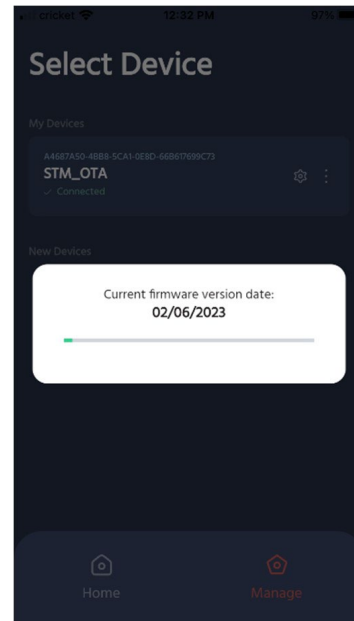 cricket 12:32 PM 97%
Select Device
My Devices
A4687A50-4BB8-5CA1-0EBD-66B617699C73
STM_OTA
✓ Connected
New Devices
Current firmware version date:
02/06/2023
Home Manage